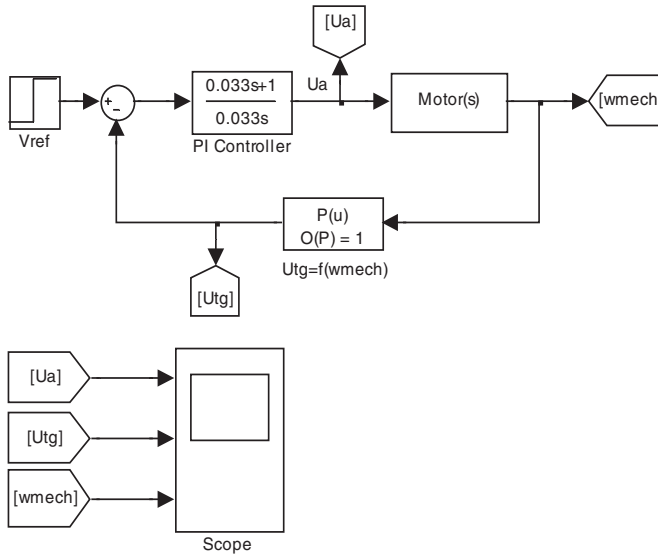 [Ua]
Vref
+
−
0.033s+1
0.033s
PI Controller
Ua
Motor(s)
[wmech
P(u)
O(P) = 1
Utg=f(wmech)
[Utg]
[Ua]
[Utg]
[wmech]
Scope